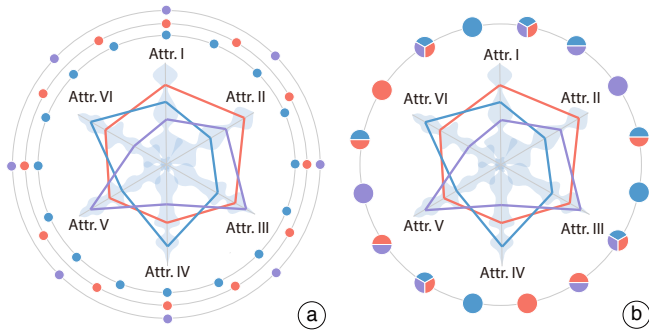 Attr. I
Attr. II
Attr. III
Attr. IV
Attr. V
Attr. VI
a
Attr. I
Attr. II
Attr. III
Attr. IV
Attr. V
Attr. VI
b